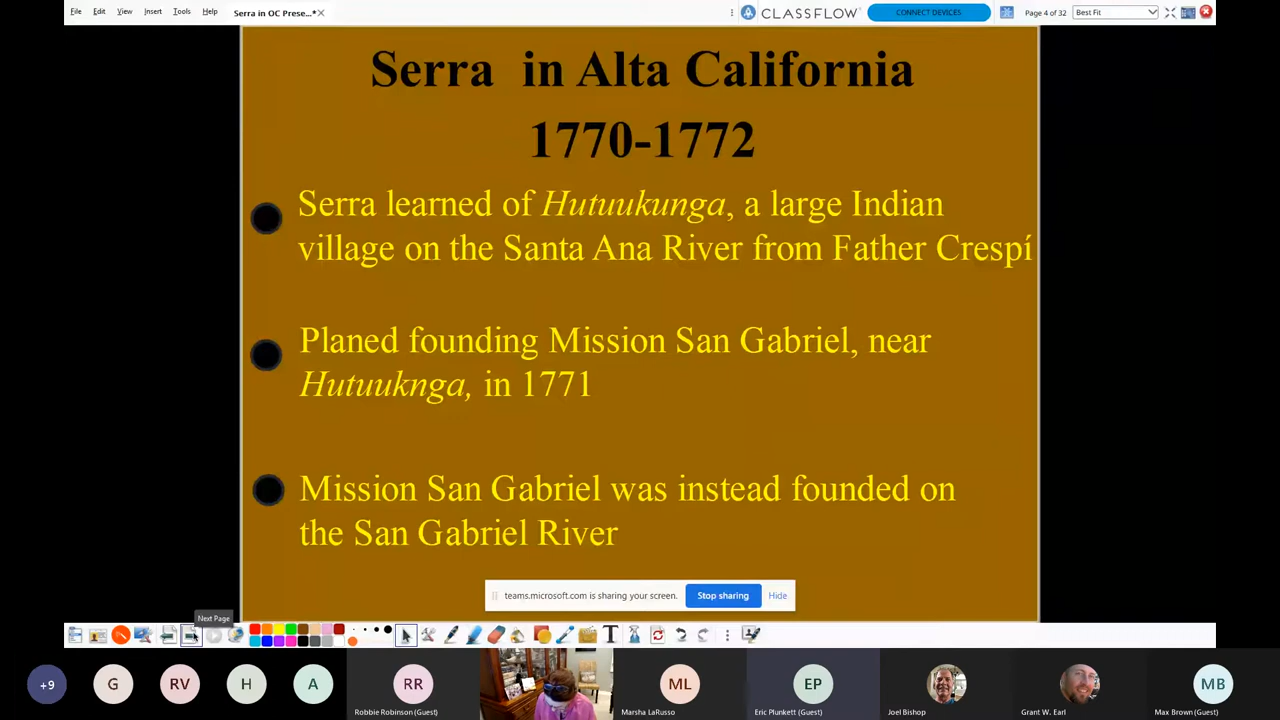 File Edit View Insert Tools Help Serra in OC Prese...* CLASSFLOW CONNECT DEVICES Page 4 of 32 Best Fit
Serra in Alta California
1770-1772
Serra learned of Hutuukunga, a large Indian
village on the Santa Ana River from Father Crespí
Planed founding Mission San Gabriel, near
Hutuuknga, in 1771
Mission San Gabriel was instead founded on
the San Gabriel River
teams.microsoft.com is sharing your screen. Stop sharing Hide
Next Page
+9 G RV H A RR ML EP MB
Robbie Robinson (Guest) Marsha LaRusso Eric Plunkett (Guest) Joel Bishop Grant W. Earl Max Brown (Guest)